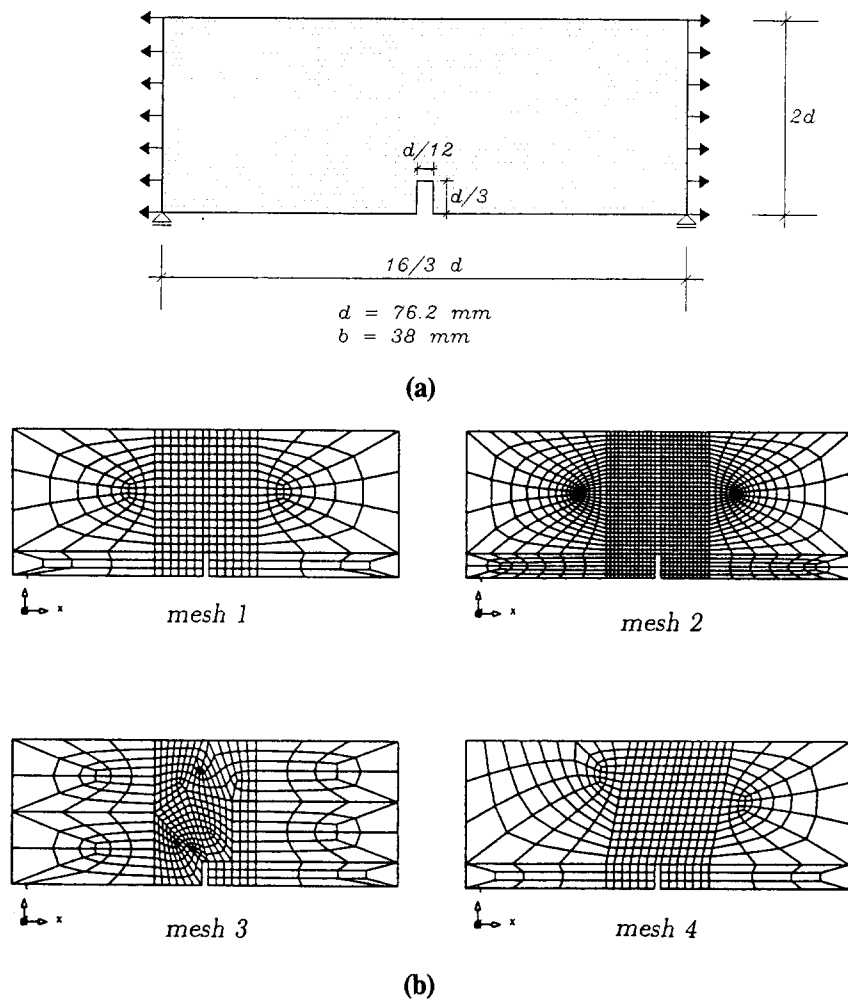 2d
d/12
d/3
16/3 d
d = 76.2 mm
b = 38 mm
(a)
x
mesh 1
x
mesh 2
x
mesh 3
x
mesh 4
(b)